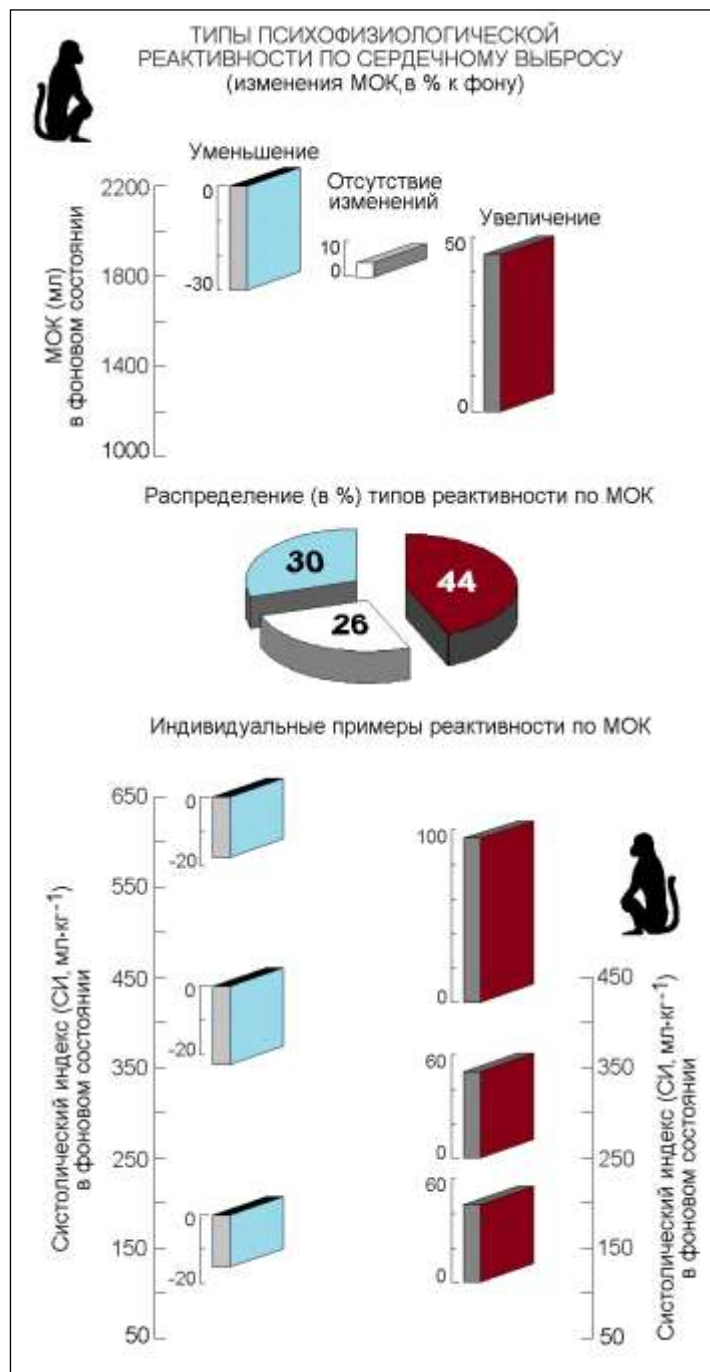 ТИПЫ ПСИХОФИЗИОЛОГИЧЕСКОЙ
РЕАКТИВНОСТИ ПО СЕРДЕЧНОМУ ВЫБРОСУ
(изменения МОК,в % к фону)
Уменьшение
Отсутствие
изменений
Увеличение
МОК (мл)
в фоновом состоянии
2200
1800
1400
1000
0
-30
10
0
50
0
Распределение (в %) типов реактивности по МОК
30
44
26
Индивидуальные примеры реактивности по МОК
Систолический индекс (СИ, мл·кг⁻¹)
в фоновом состоянии
650
550
450
350
250
150
50
0
-20
0
-20
0
-20
100
0
60
0
60
0
450
350
250
150
50
Систолический индекс (СИ, мл·кг⁻¹)
в фоновом состоянии